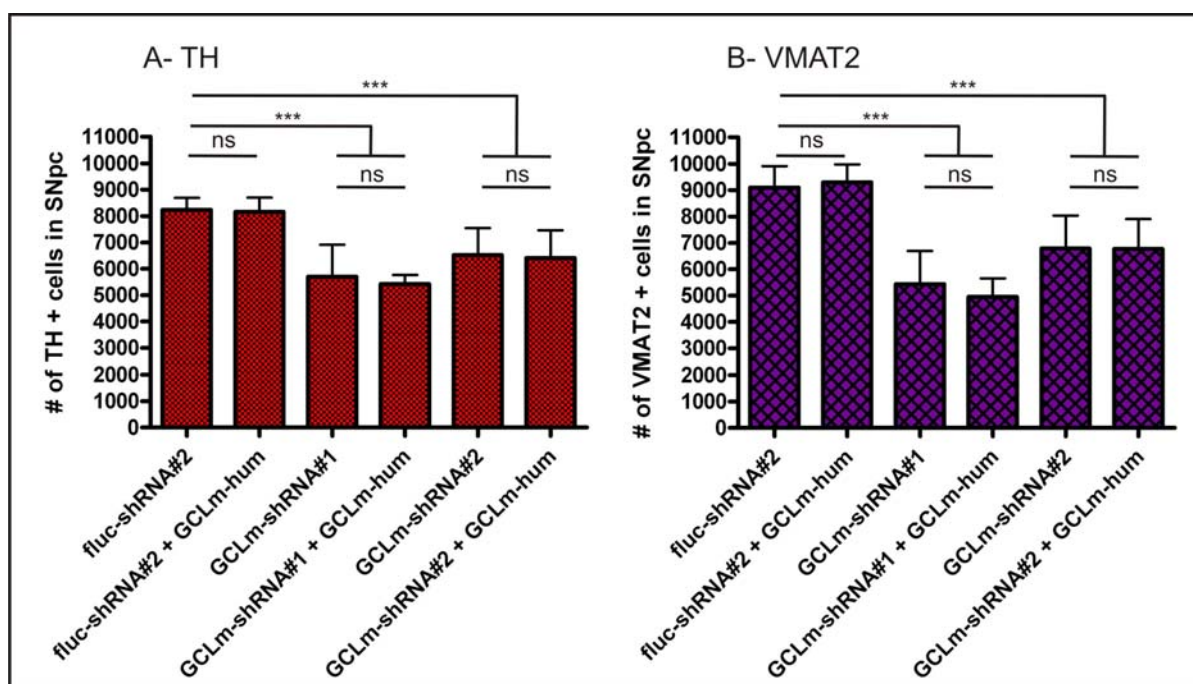 A- TH
***
***
ns
ns
ns
# of TH + cells in SNpc
11000
10000
9000
8000
7000
6000
5000
4000
3000
2000
1000
0
fluc-shRNA#2
fluc-shRNA#2 + GCLm-hum
GCLm-shRNA#1
GCLm-shRNA#1 + GCLm-hum
GCLm-shRNA#2
GCLm-shRNA#2 + GCLm-hum
B- VMAT2
***
***
ns
ns
ns
# of VMAT2 + cells in SNpc
11000
10000
9000
8000
7000
6000
5000
4000
3000
2000
1000
0
fluc-shRNA#2
fluc-shRNA#2 + GCLm-hum
GCLm-shRNA#1
GCLm-shRNA#1 + GCLm-hum
GCLm-shRNA#2
GCLm-shRNA#2 + GCLm-hum